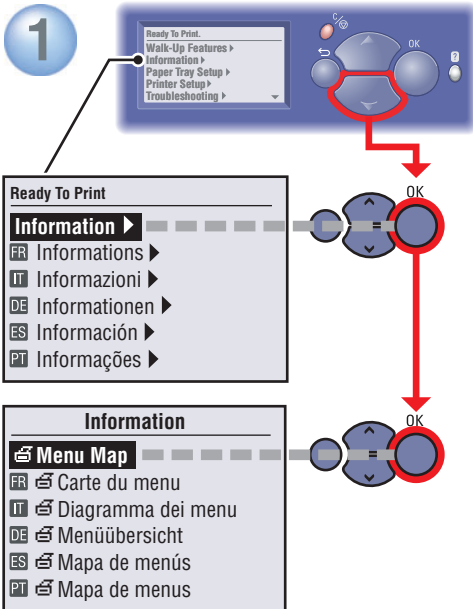 1
Ready To Print.
Walk-Up Features
Information
Paper Tray Setup
Printer Setup
Troubleshooting
C/
OK
?
Ready To Print
Information
FR Informations
IT Informazioni
DE Informationen
ES Información
PT Informações
OK
Information
Menu Map
FR Carte du menu
IT Diagramma dei menu
DE Menüübersicht
ES Mapa de menús
PT Mapa de menus
OK